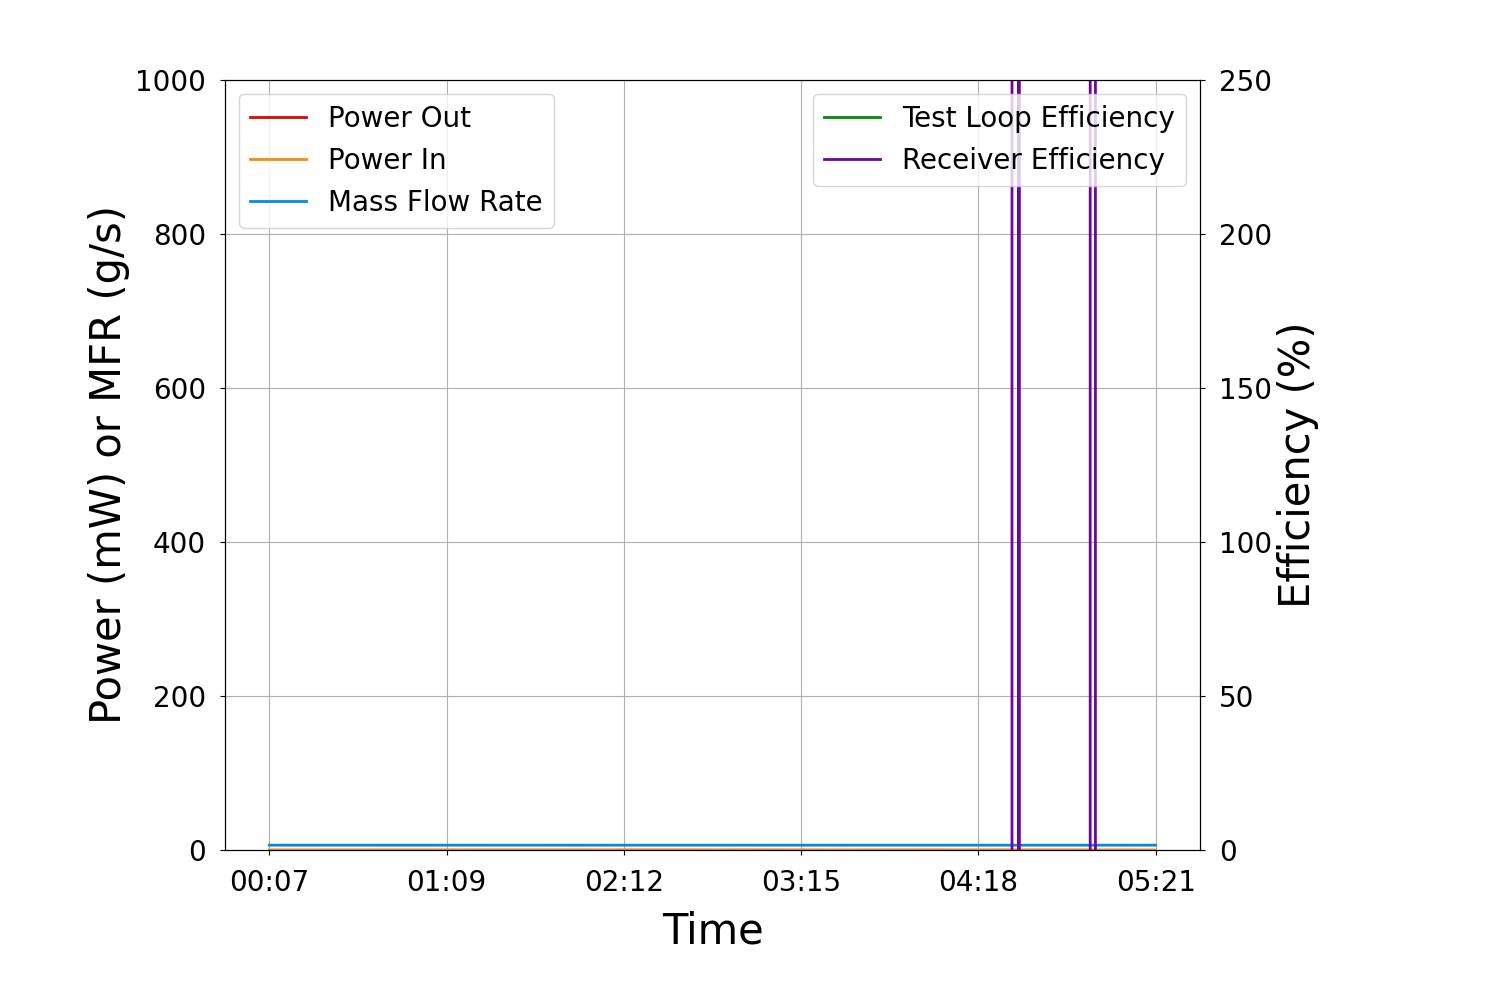 Power Out
Power In
Mass Flow Rate
Test Loop Efficiency
Receiver Efficiency
1000
800
600
400
200
0
Power (mW) or MFR (g/s)
250
200
150
100
50
0
Efficiency (%)
00:07 01:09 02:12 03:15 04:18 05:21
Time